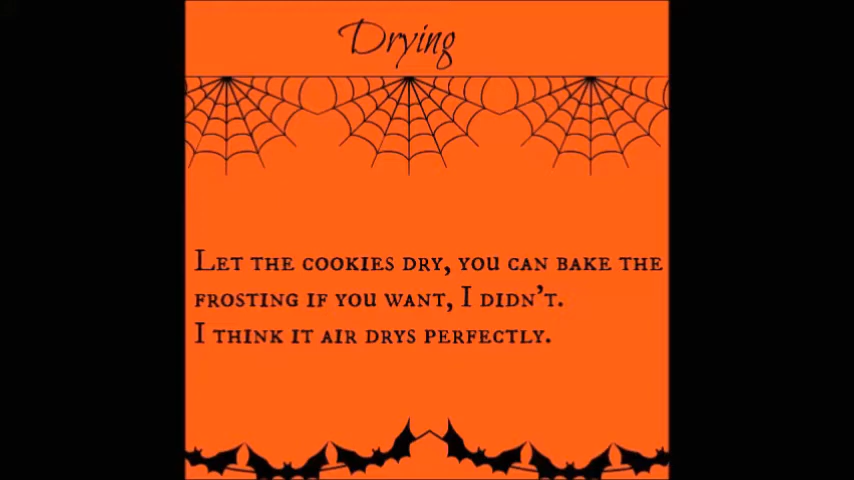 Drying
Let the cookies dry, you can bake the
frosting if you want, I didn't.
I think it air drys perfectly.